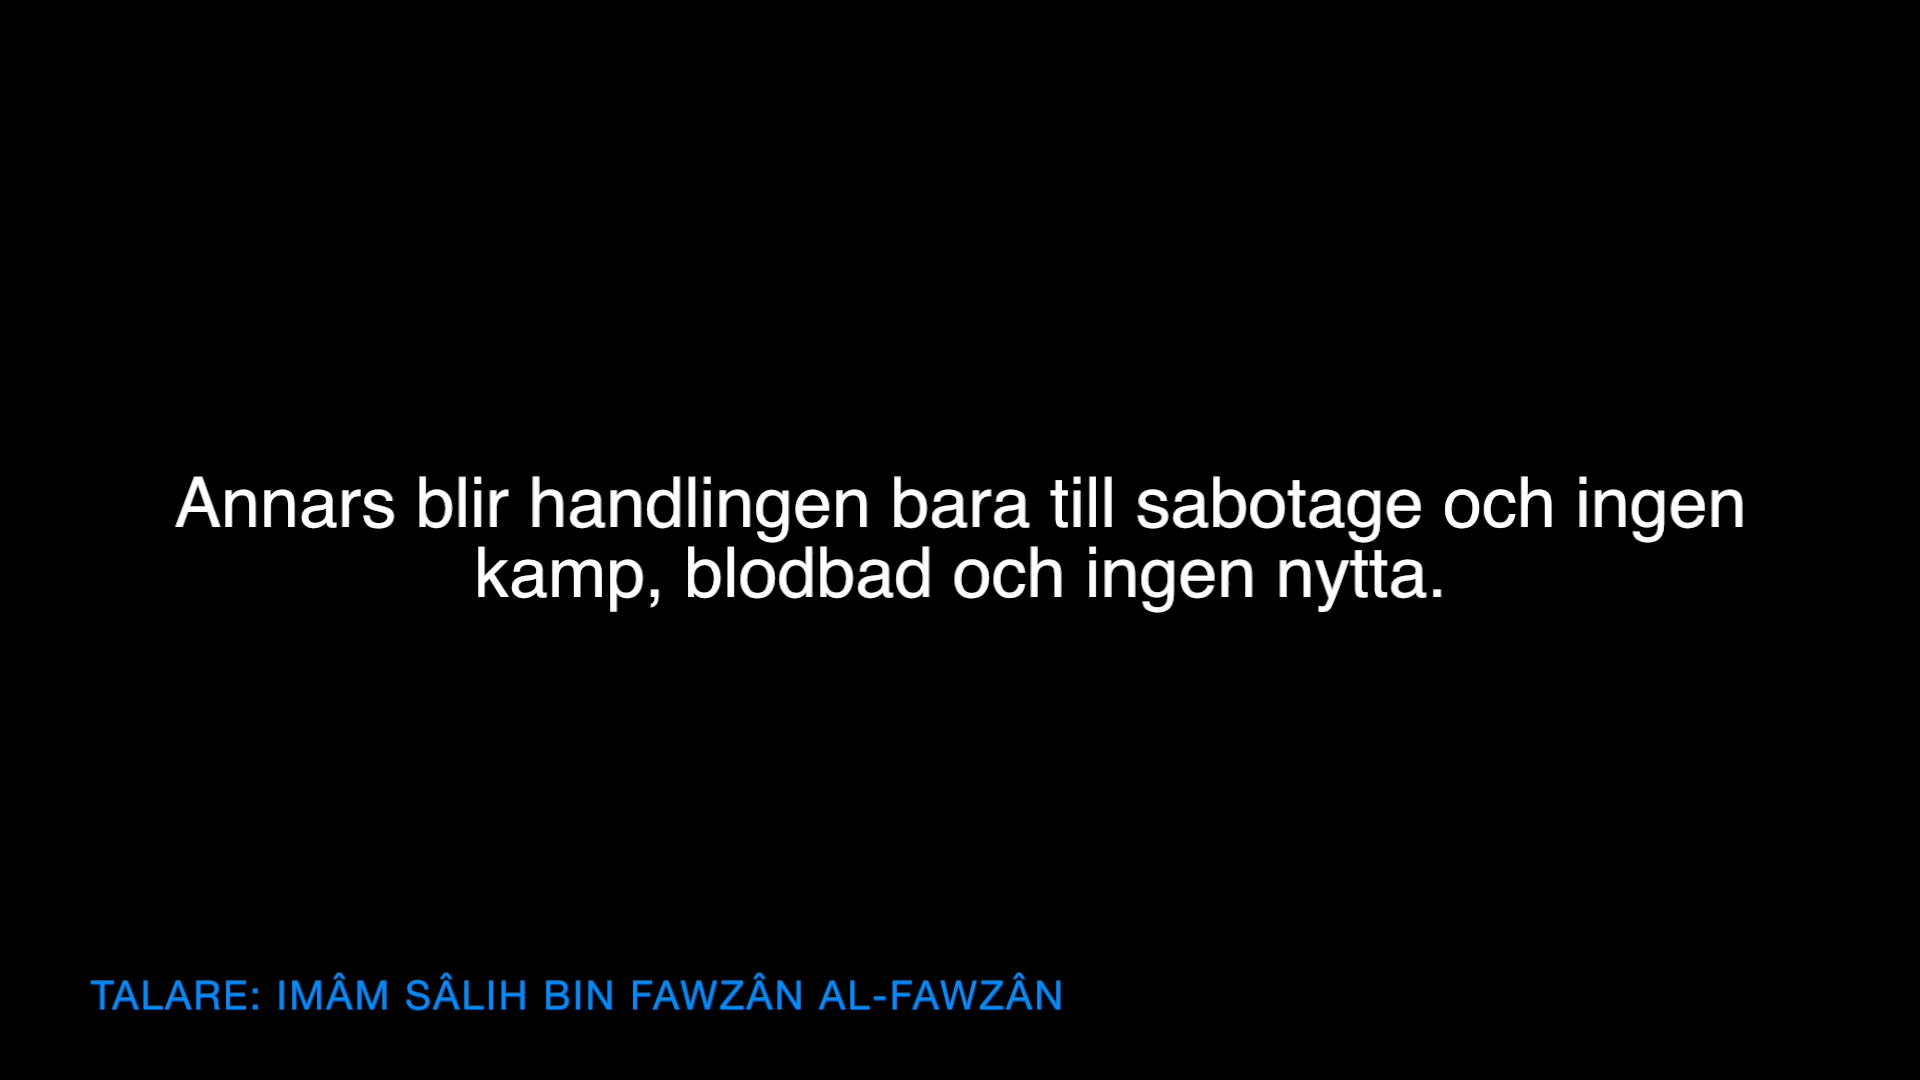 Annars blir handlingen bara till sabotage och ingen
kamp, blodbad och ingen nytta.
TALARE: IMÂM SÂLIH BIN FAWZÂN AL-FAWZÂN